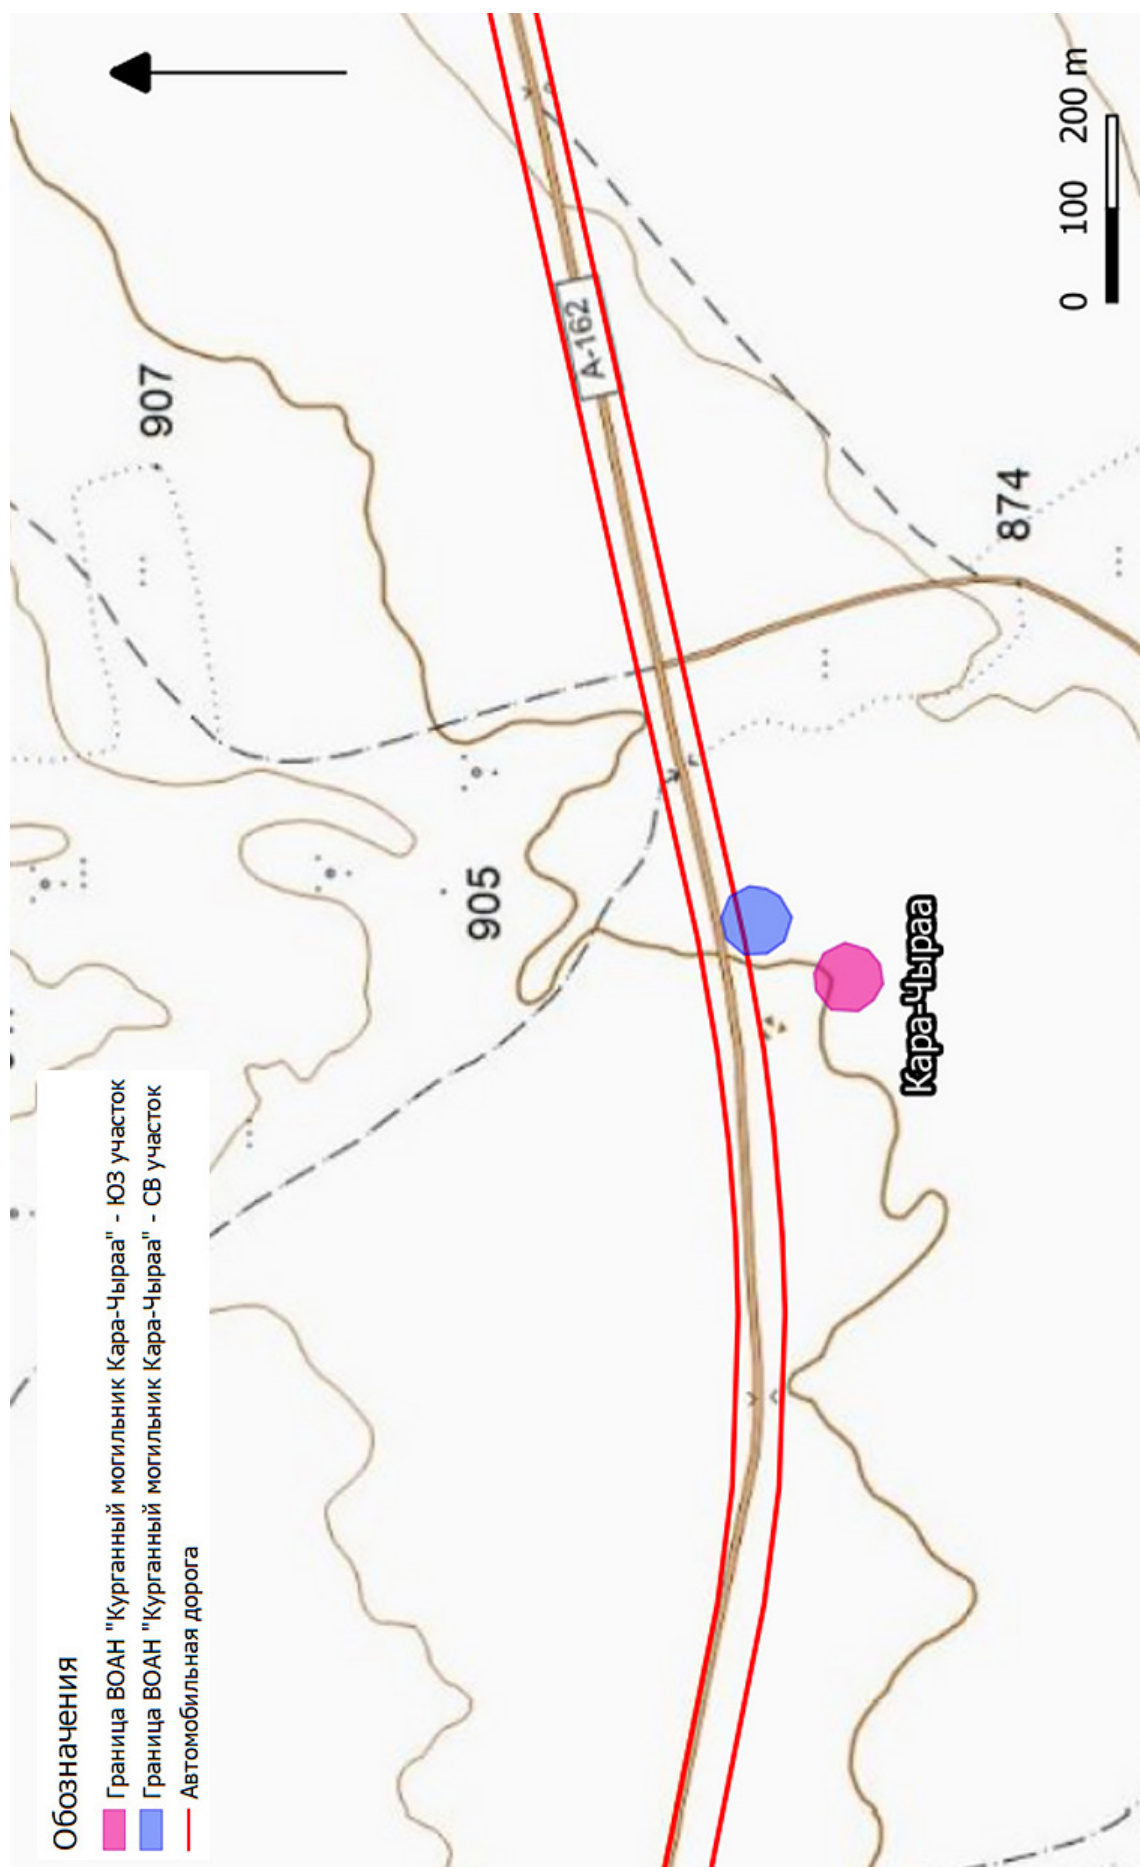 Обозначения
Граница ВОАН "Курганный могильник Кара-Чыраа" - ЮЗ участок
Граница ВОАН "Курганный могильник Кара-Чыраа" - СВ участок
Автомобильная дорога
905
907
А-162
Кара-Чыраа
874
0 100 200 m